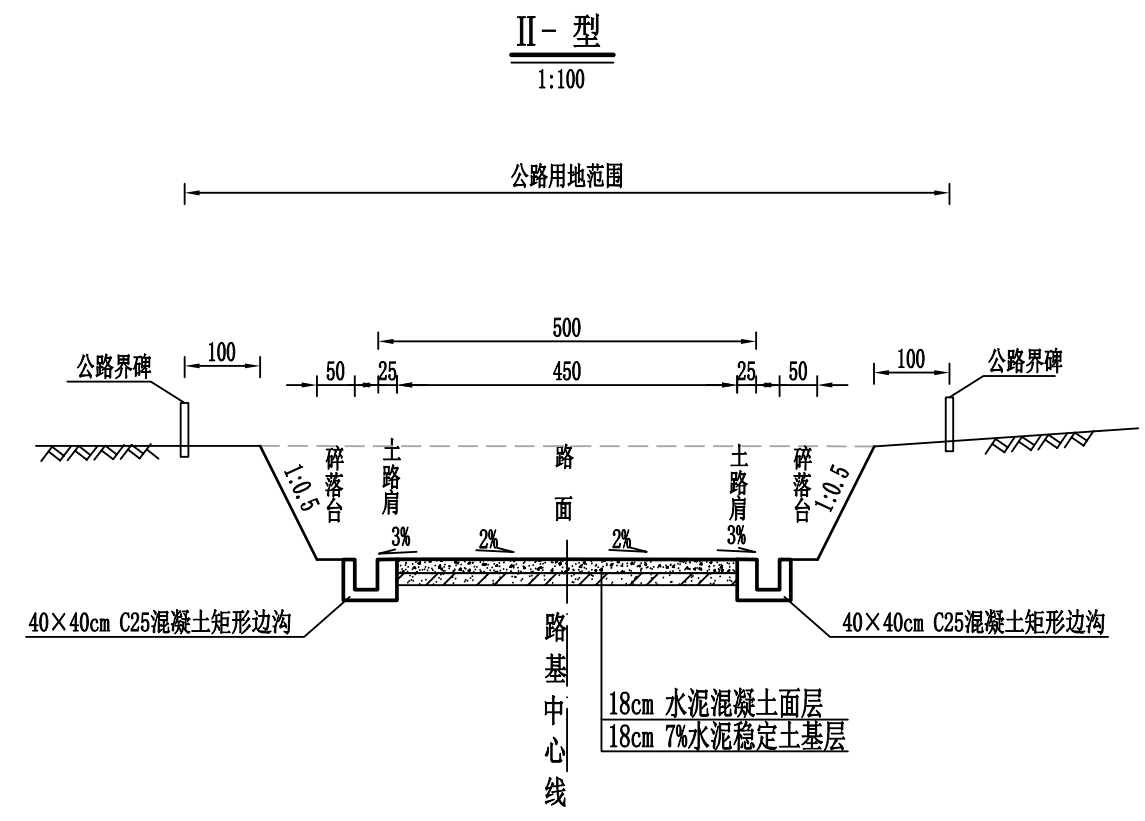 II- 型
1:100
公路用地范围
500
公路界碑
100
50
25
450
25
50
100
公路界碑
碎落台
土路肩
路面
土路肩
碎落台
1:0.5
1:0.5
3%
2%
2%
3%
40×40cm C25混凝土矩形边沟
40×40cm C25混凝土矩形边沟
路基中心线
18cm 水泥混凝土面层
18cm 7%水泥稳定土基层